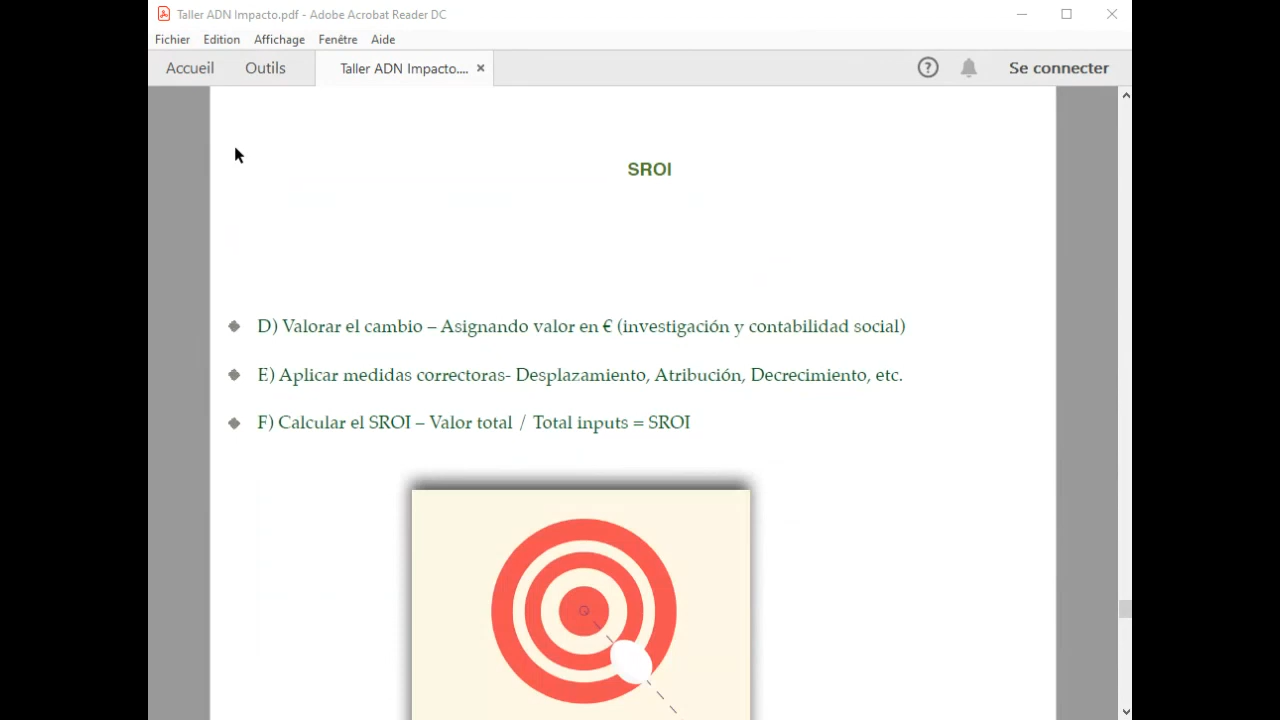 Taller ADN Impacto.pdf - Adobe Acrobat Reader DC
Fichier Edition Affichage Fenêtre Aide
Accueil Outils Taller ADN Impacto.... × ? Se connecter
SROI
D) Valorar el cambio – Asignando valor en € (investigación y contabilidad social)
E) Aplicar medidas correctoras- Desplazamiento, Atribución, Decrecimiento, etc.
F) Calcular el SROI – Valor total / Total inputs = SROI